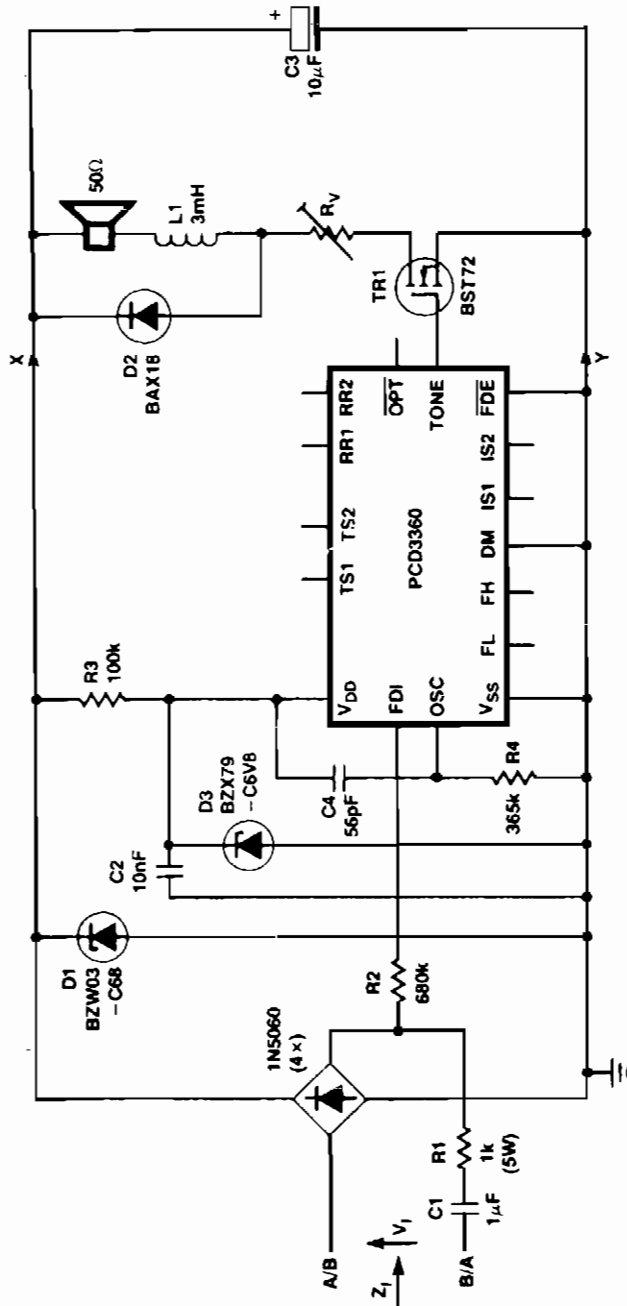 A/B
B/A
Z_I
V_I
C1
1µF
R1
1k
(5W)
1N5060
(4×)
R2
680k
D1
BZW03
-C68
C2
10nF
D3
BZX79
-C6V8
R3
100k
C4
56pF
R4
365k
X
Y
PCD3360
V_DD
FDI
OSC
V_SS
TS1
TS2
RR1
RR2
OPT
TONE
FL
FH
DM
IS1
IS2
FDE
TR1
BST72
R_V
D2
BAX18
L1
3mH
50Ω
C3
10µF
+